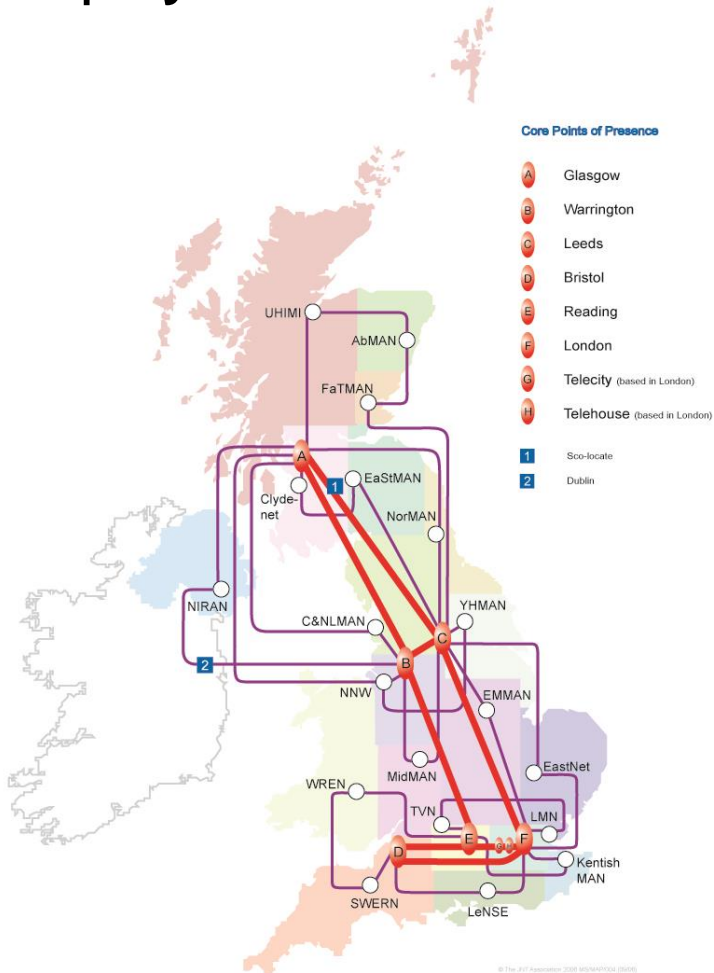 Core Points of Presence
A Glasgow
B Warrington
C Leeds
D Bristol
E Reading
F London
G Telecity (based in London)
H Telehouse (based in London)
1 Sco-locate
2 Dublin
UHIMI
AbMAN
FaTMAN
A
1
EaStMAN
Clyde-
net
NorMAN
NIRAN
C&NLMAN
YHMAN
C
B
2
NNW
EMMAN
MidMAN
EastNet
WREN
TVN
LMN
E
F
G H
D
Kentish
MAN
SWERN
LeNSE